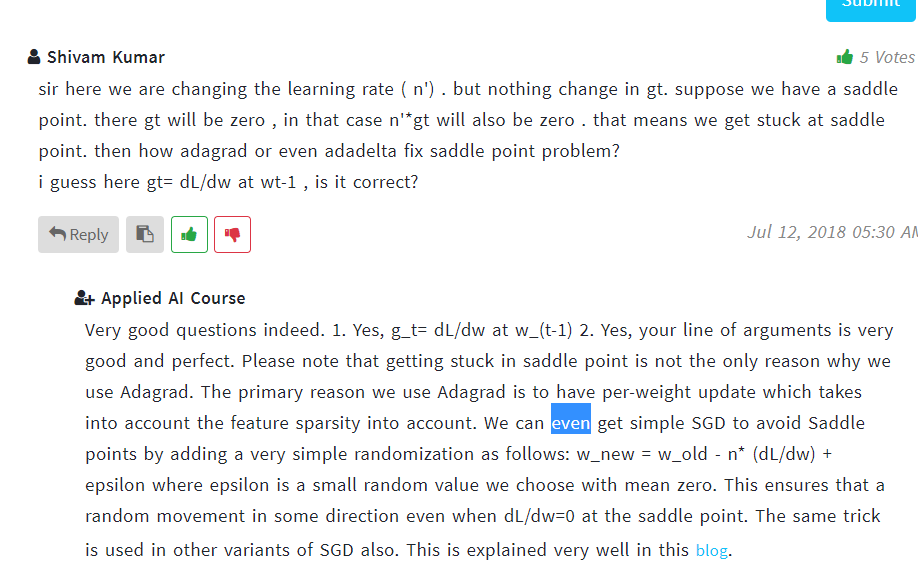 Submit
Shivam Kumar
5 Votes
sir here we are changing the learning rate ( n') . but nothing change in gt. suppose we have a saddle
point. there gt will be zero , in that case n'*gt will also be zero . that means we get stuck at saddle
point. then how adagrad or even adadelta fix saddle point problem?
i guess here gt= dL/dw at wt-1 , is it correct?
Reply
Jul 12, 2018 05:30 AM
Applied AI Course
Very good questions indeed. 1. Yes, g_t= dL/dw at w_(t-1) 2. Yes, your line of arguments is very
good and perfect. Please note that getting stuck in saddle point is not the only reason why we
use Adagrad. The primary reason we use Adagrad is to have per-weight update which takes
into account the feature sparsity into account. We can even get simple SGD to avoid Saddle
points by adding a very simple randomization as follows: w_new = w_old - n* (dL/dw) +
epsilon where epsilon is a small random value we choose with mean zero. This ensures that a
random movement in some direction even when dL/dw=0 at the saddle point. The same trick
is used in other variants of SGD also. This is explained very well in this blog.